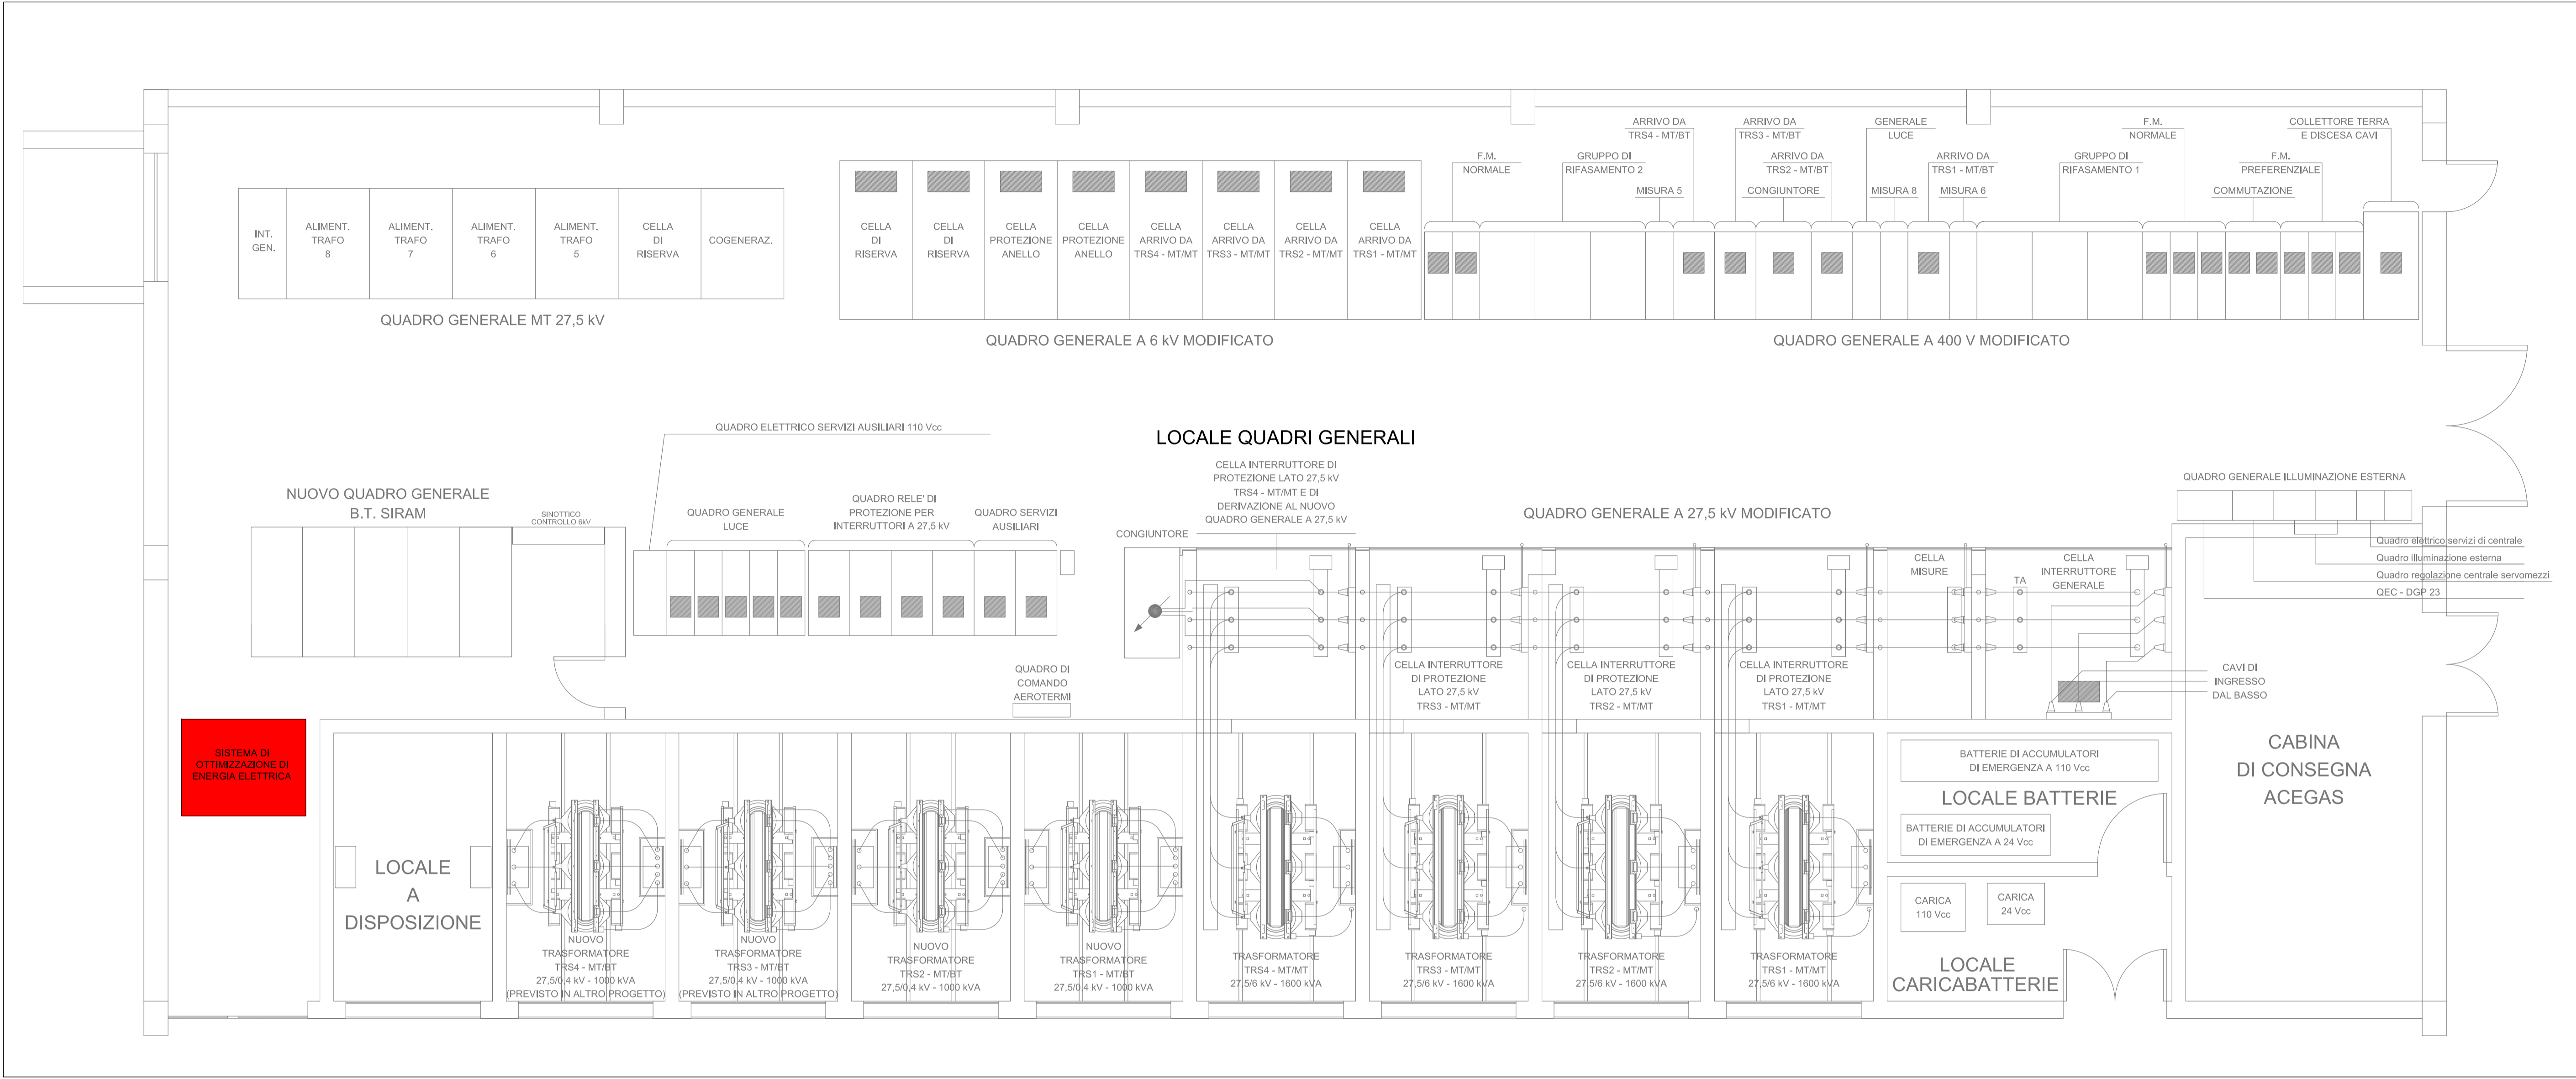 ARRIVO DA
TRS4 - MT/BT
ARRIVO DA
TRS3 - MT/BT
GENERALE
LUCE
F.M.
NORMALE
COLLETTORE TERRA
E DISCESA CAVI
F.M.
NORMALE
GRUPPO DI
RIFASAMENTO 2
ARRIVO DA
TRS2 - MT/BT
ARRIVO DA
TRS1 - MT/BT
GRUPPO DI
RIFASAMENTO 1
F.M.
PREFERENZIALE
MISURA 5
CONGIUNTORE
MISURA 8
MISURA 6
COMMUTAZIONE
INT.
GEN.
ALIMENT.
TRAFO
8
ALIMENT.
TRAFO
7
ALIMENT.
TRAFO
6
ALIMENT.
TRAFO
5
CELLA
DI
RISERVA
COGENERAZ.
QUADRO GENERALE MT 27,5 kV
CELLA
DI
RISERVA
CELLA
DI
RISERVA
CELLA
PROTEZIONE
ANELLO
CELLA
PROTEZIONE
ANELLO
CELLA
ARRIVO DA
TRS4 - MT/MT
CELLA
ARRIVO DA
TRS3 - MT/MT
CELLA
ARRIVO DA
TRS2 - MT/MT
CELLA
ARRIVO DA
TRS1 - MT/MT
QUADRO GENERALE A 6 kV MODIFICATO
QUADRO GENERALE A 400 V MODIFICATO
LOCALE QUADRI GENERALI
QUADRO ELETTRICO SERVIZI AUSILIARI 110 Vcc
NUOVO QUADRO GENERALE
B.T. SIRAM
SINOTTICO
CONTROLLO 6kV
QUADRO GENERALE
LUCE
QUADRO RELE' DI
PROTEZIONE PER
INTERRUTTORI A 27,5 kV
QUADRO SERVIZI
AUSILIARI
CONGIUNTORE
CELLA INTERRUTTORE DI
PROTEZIONE LATO 27,5 kV
TRS4 - MT/MT E DI
DERIVAZIONE AL NUOVO
QUADRO GENERALE A 27,5 kV
QUADRO GENERALE A 27,5 kV MODIFICATO
QUADRO GENERALE ILLUMINAZIONE ESTERNA
Quadro elettrico servizi di centrale
Quadro illuminazione esterna
Quadro regolazione centrale servomezzi
QEC - DGP 23
CELLA
MISURE
TA
CELLA
INTERRUTTORE
GENERALE
CELLA INTERRUTTORE
DI PROTEZIONE
LATO 27,5 kV
TRS3 - MT/MT
CELLA INTERRUTTORE
DI PROTEZIONE
LATO 27,5 kV
TRS2 - MT/MT
CELLA INTERRUTTORE
DI PROTEZIONE
LATO 27,5 kV
TRS1 - MT/MT
CAVI DI
INGRESSO
DAL BASSO
QUADRO DI
COMANDO
AEROTERMI
SISTEMA DI
OTTIMIZZAZIONE DI
ENERGIA ELETTRICA
LOCALE
A
DISPOSIZIONE
NUOVO
TRASFORMATORE
TRS4 - MT/BT
27,5/0,4 kV - 1000 kVA
(PREVISTO IN ALTRO PROGETTO)
NUOVO
TRASFORMATORE
TRS3 - MT/BT
27,5/0,4 kV - 1000 kVA
(PREVISTO IN ALTRO PROGETTO)
NUOVO
TRASFORMATORE
TRS2 - MT/BT
27,5/0,4 kV - 1000 kVA
NUOVO
TRASFORMATORE
TRS1 - MT/BT
27,5/0,4 kV - 1000 kVA
TRASFORMATORE
TRS4 - MT/MT
27,5/6 kV - 1600 kVA
TRASFORMATORE
TRS3 - MT/MT
27,5/6 kV - 1600 kVA
TRASFORMATORE
TRS2 - MT/MT
27,5/6 kV - 1600 kVA
TRASFORMATORE
TRS1 - MT/MT
27,5/6 kV - 1600 kVA
BATTERIE DI ACCUMULATORI
DI EMERGENZA A 110 Vcc
LOCALE BATTERIE
BATTERIE DI ACCUMULATORI
DI EMERGENZA A 24 Vcc
CARICA
110 Vcc
CARICA
24 Vcc
LOCALE
CARICABATTERIE
CABINA
DI CONSEGNA
ACEGAS